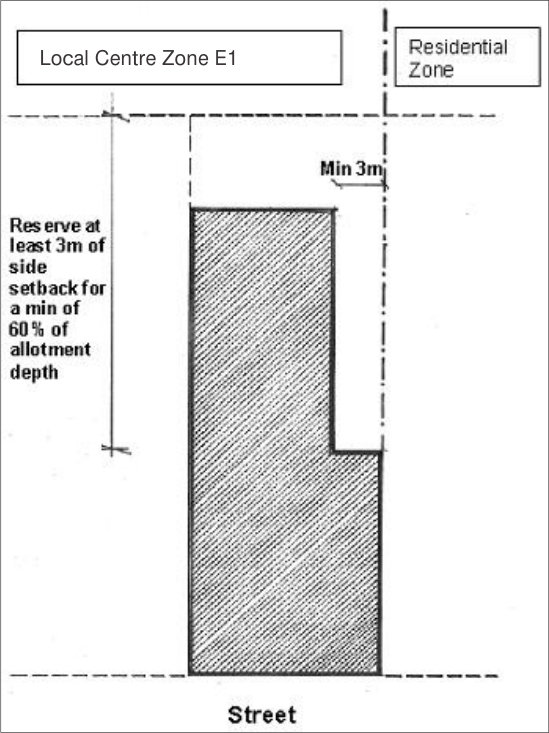 Local Centre Zone E1
Residential
Zone
Min 3m
Reserve at
least 3m of
side
setback for
a min of
60% of
allotment
depth
Street